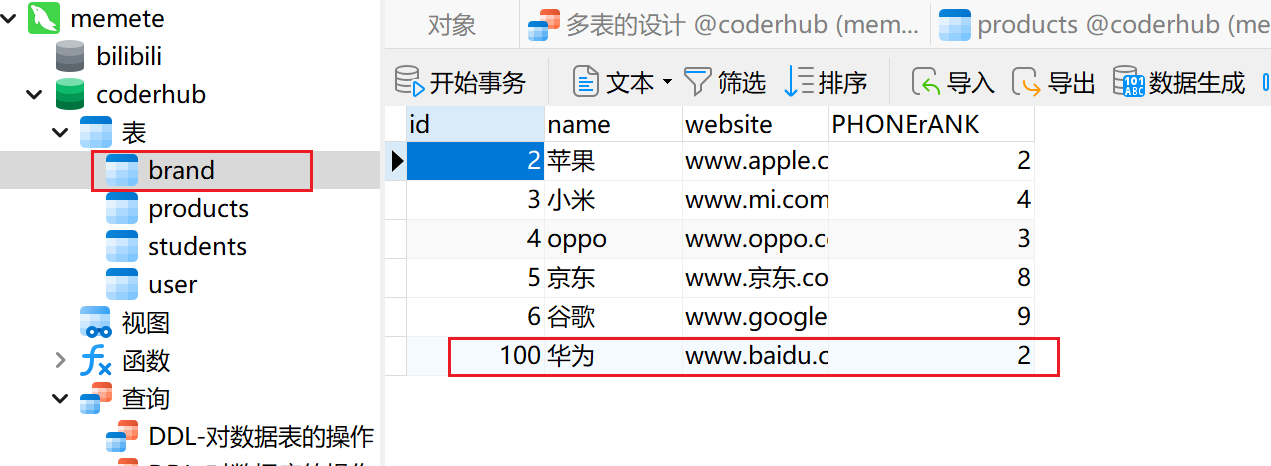 memete
bilibili
coderhub
表
brand
products
students
user
视图
函数
查询
DDL-对数据表的操作
对象 多表的设计 @coderhub (mem... products @coderhub (me
开始事务 文本 筛选 排序 导入 导出 数据生成
id name website PHONErANK
2 苹果 www.apple.c 2
3 小米 www.mi.com 4
4 oppo www.oppo.co 3
5 京东 www.京东.co 8
6 谷歌 www.google 9
100 华为 www.baidu.c 2